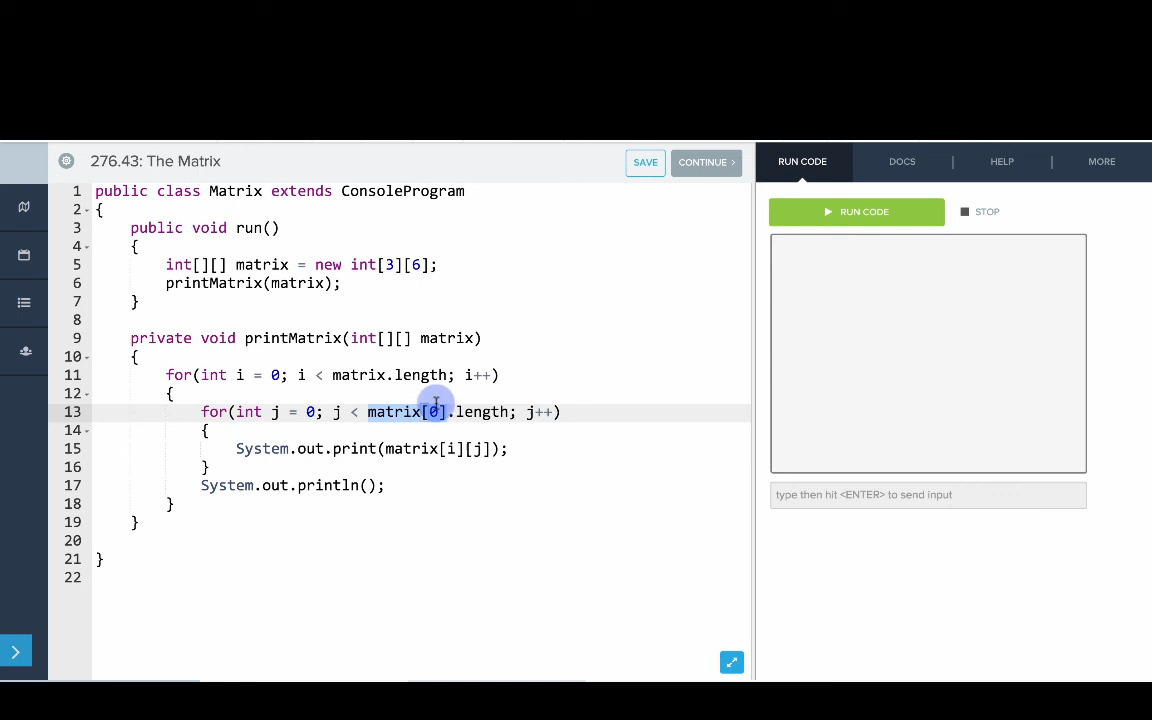 276.43: The Matrix
SAVE
CONTINUE >
RUN CODE
DOCS
HELP
MORE
1 public class Matrix extends ConsoleProgram
2 {
3     public void run()
4     {
5         int[][] matrix = new int[3][6];
6         printMatrix(matrix);
7     }
8
9     private void printMatrix(int[][] matrix)
10     {
11         for(int i = 0; i < matrix.length; i++)
12         {
13             for(int j = 0; j < matrix[0].length; j++)
14             {
15                 System.out.print(matrix[i][j]);
16             }
17             System.out.println();
18         }
19     }
20
21 }
22
RUN CODE
STOP
type then hit <ENTER> to send input